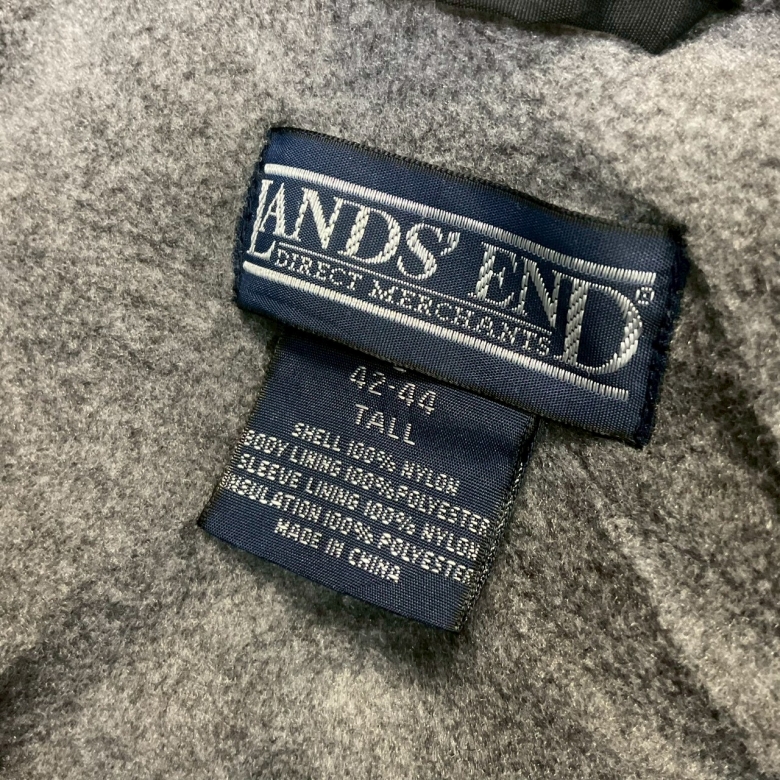 LANDS' END®
DIRECT MERCHANTS
42-44
TALL
SHELL 100% NYLON
BODY LINING 100% POLYESTER
SLEEVE LINING 100% NYLON
INSULATION 100% POLYESTER
MADE IN CHINA